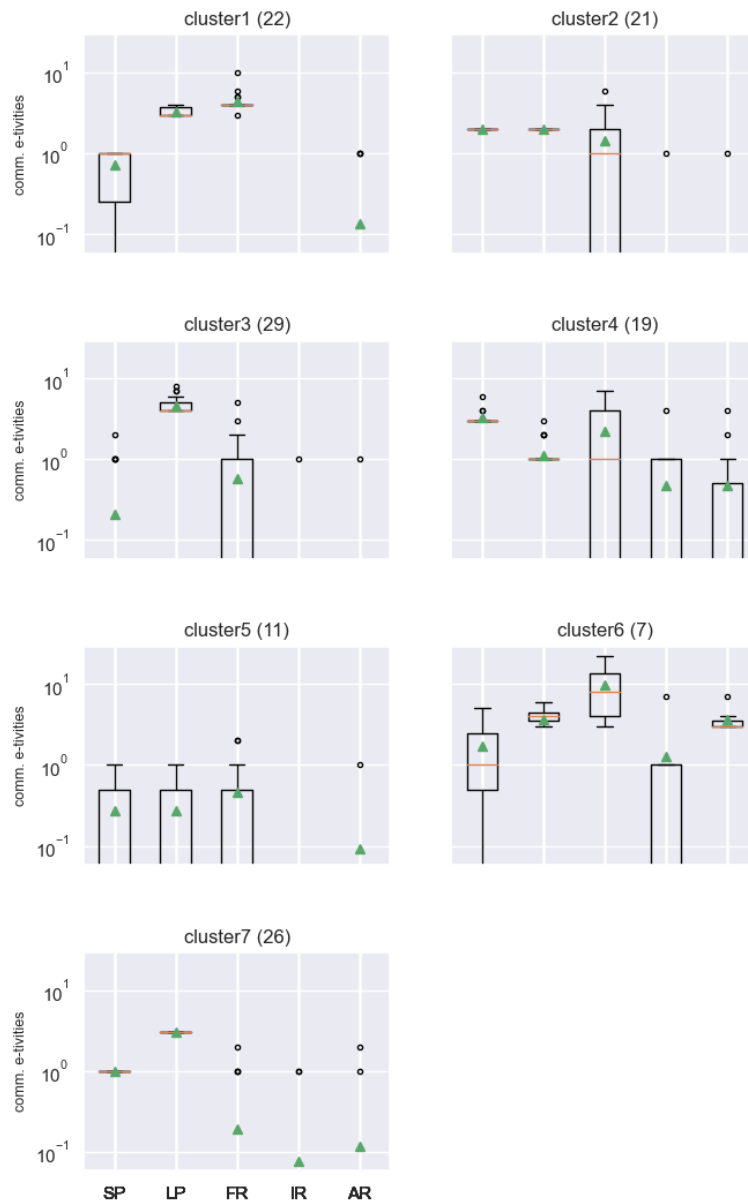 cluster1 (22)
cluster2 (21)
comm. e-tivities
10^1
10^0
10^-1
cluster3 (29)
cluster4 (19)
comm. e-tivities
10^1
10^0
10^-1
cluster5 (11)
cluster6 (7)
comm. e-tivities
10^1
10^0
10^-1
cluster7 (26)
comm. e-tivities
10^1
10^0
10^-1
SP LP FR IR AR